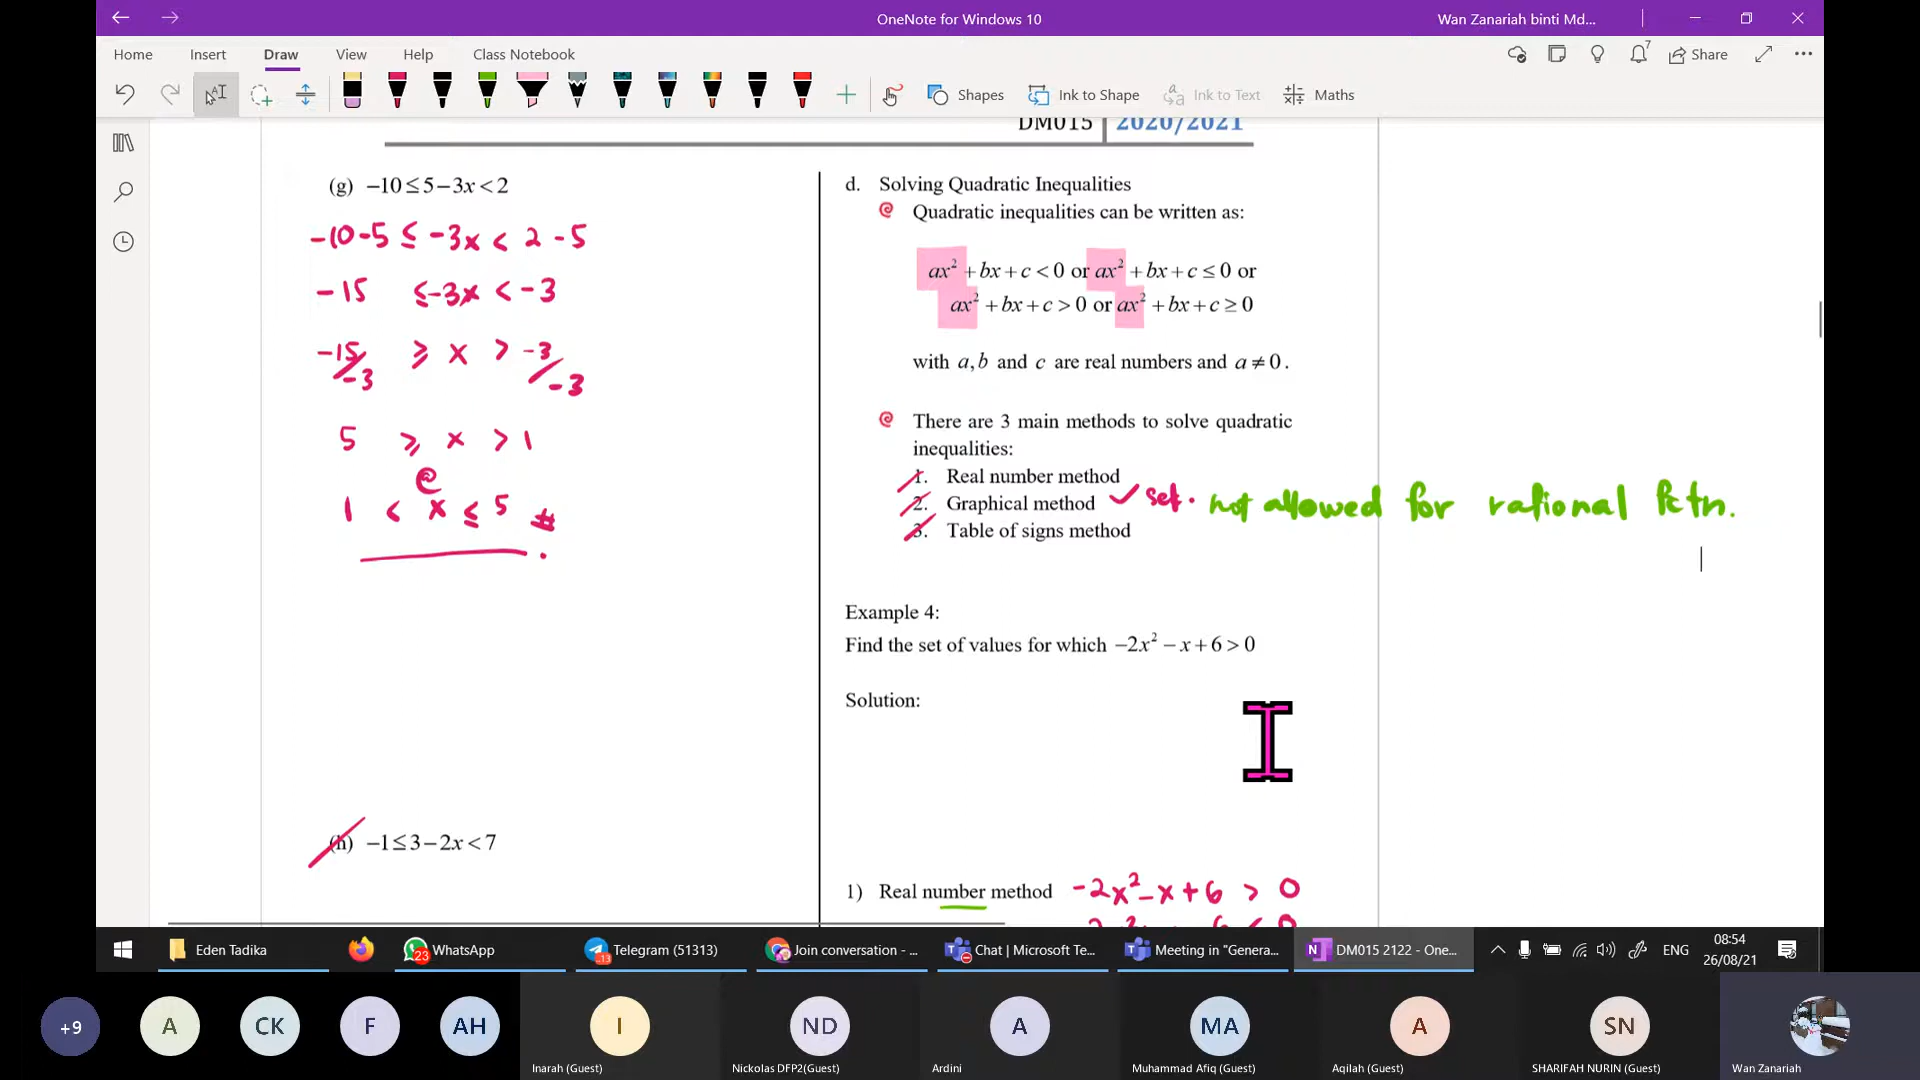 OneNote for Windows 10
Wan Zanariah binti Md...
Home Insert Draw View Help Class Notebook
7
Share
Shapes Ink to Shape Ink to Text Maths
DM015 2020/2021
(g) −10≤5−3x<2
-10-5 ≤ -3x < 2 -5
-15 ≤-3x < -3
-15/-3 ≥ x > -3/-3
5 ≥ x > 1
1 < x ≤ 5 #
(h) −1≤3−2x<7
d. Solving Quadratic Inequalities
Quadratic inequalities can be written as:
ax²+bx+c<0 or ax²+bx+c≤0 or
ax²+bx+c>0 or ax²+bx+c≥0
with a,b and c are real numbers and a≠0.
There are 3 main methods to solve quadratic
inequalities:
1. Real number method
2. Graphical method ✓ set. not allowed for rational fctn.
3. Table of signs method
Example 4:
Find the set of values for which −2x²−x+6>0
Solution:
1) Real number method -2x²-x+6 > 0
Eden Tadika
23 WhatsApp
13 Telegram (51313)
Join conversation - ...
Chat | Microsoft Te...
Meeting in "Genera...
DM015 2122 - One...
ENG
08:54
26/08/21
+9 A CK F AH I ND A MA A SN
Inarah (Guest) Nickolas DFP2(Guest) Ardini Muhammad Afiq (Guest) Aqilah (Guest) SHARIFAH NURIN (Guest) Wan Zanariah